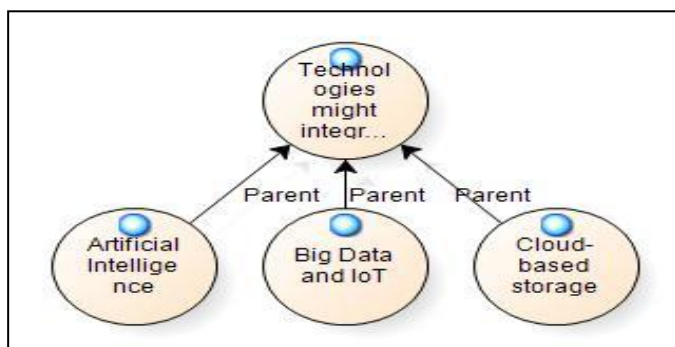 Technol
ogies
might
integr...
Parent Parent Parent
Artificial
Intellige
nce
Big Data
and IoT
Cloud-
based
storage